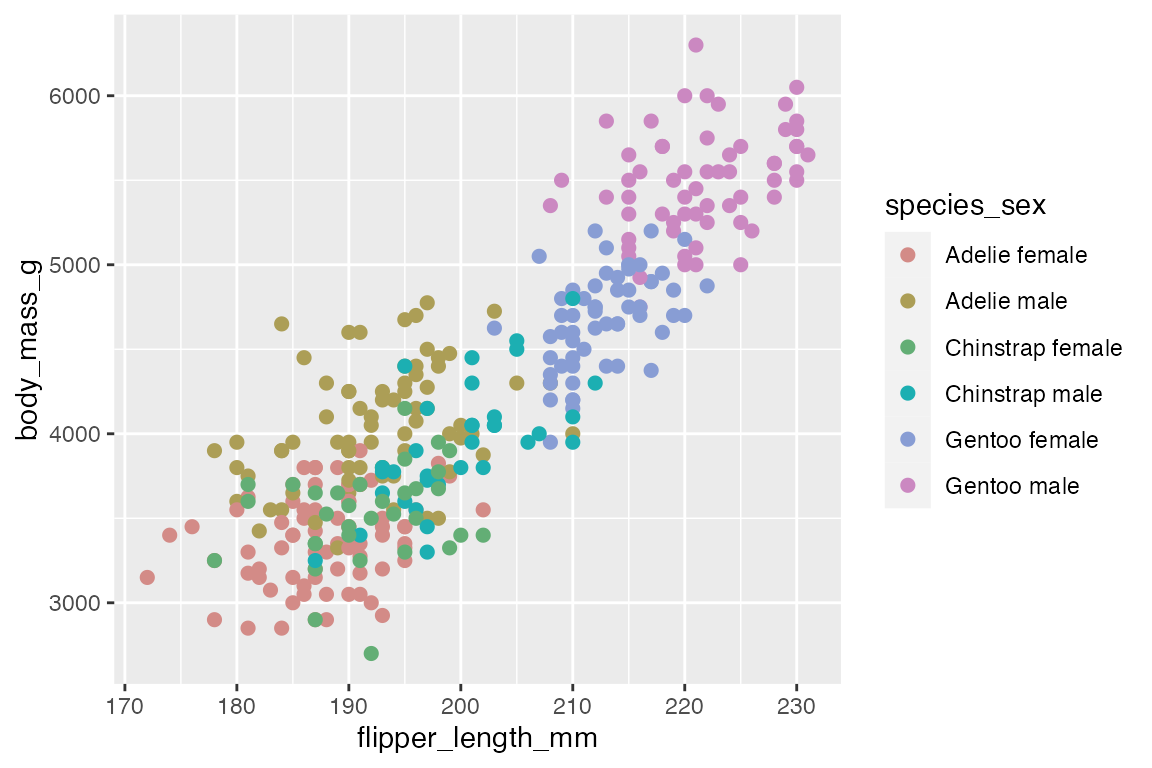 body_mass_g
6000
5000
4000
3000
170 180 190 200 210 220 230
flipper_length_mm
species_sex
Adelie female
Adelie male
Chinstrap female
Chinstrap male
Gentoo female
Gentoo male